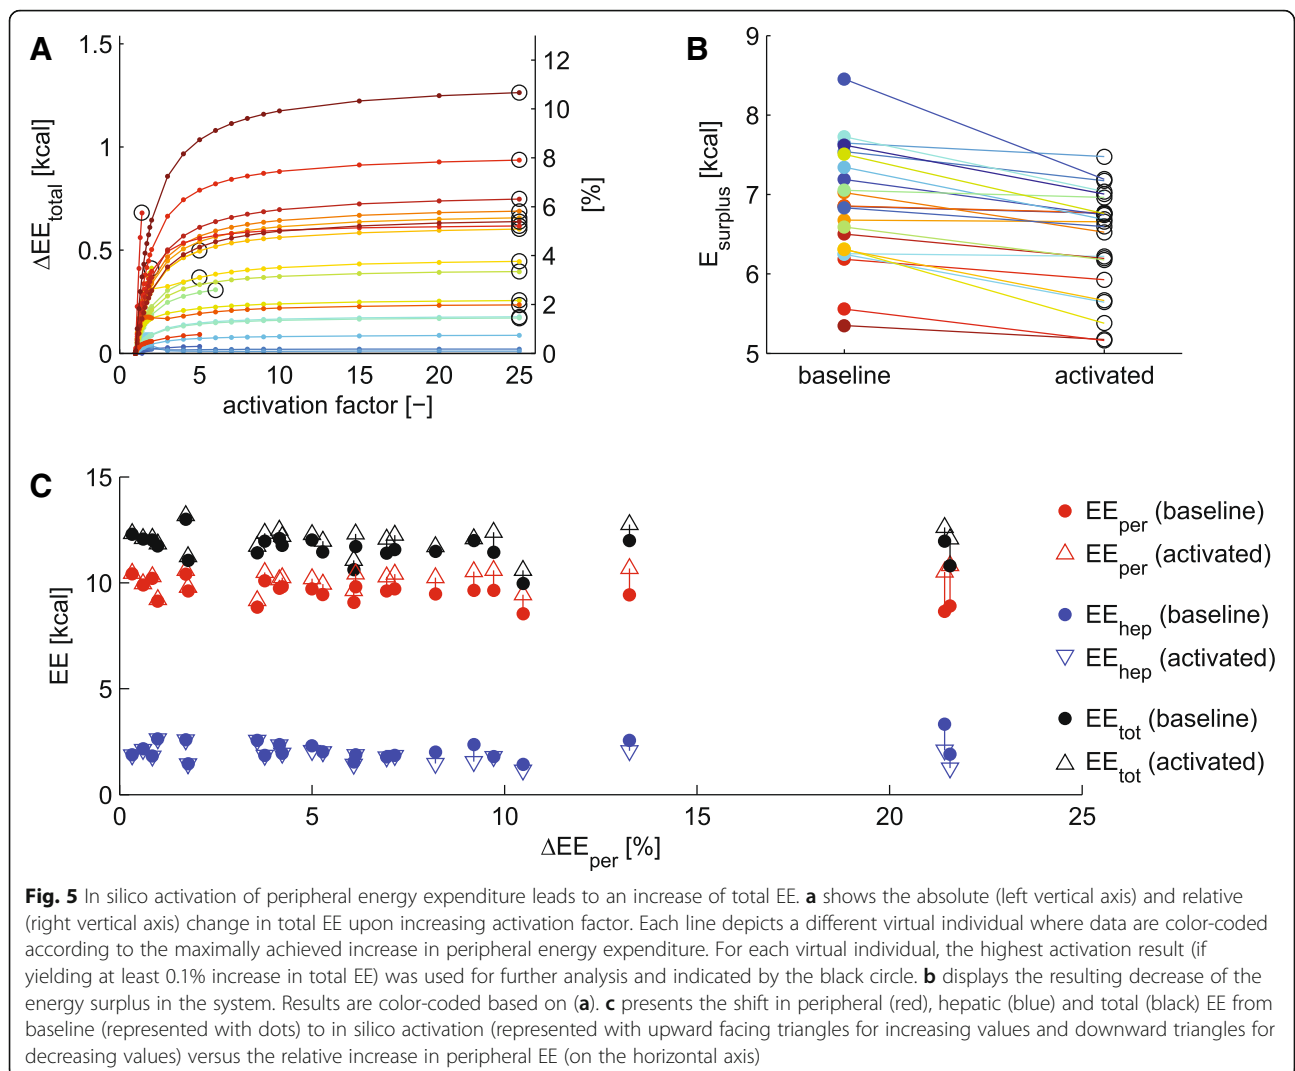 A
B
1.5
1
0.5
0
ΔEEtotal [kcal]
12
10
8
6
4
2
0
[%]
0 5 10 15 20 25
activation factor [−]
9
8
7
6
5
Esurplus [kcal]
baseline activated
C
15
10
5
0
EE [kcal]
0 5 10 15 20 25
ΔEEper [%]
EEper (baseline)
EEper (activated)
EEhep (baseline)
EEhep (activated)
EEtot (baseline)
EEtot (activated)
Fig. 5 In silico activation of peripheral energy expenditure leads to an increase of total EE. a shows the absolute (left vertical axis) and relative
(right vertical axis) change in total EE upon increasing activation factor. Each line depicts a different virtual individual where data are color-coded
according to the maximally achieved increase in peripheral energy expenditure. For each virtual individual, the highest activation result (if
yielding at least 0.1% increase in total EE) was used for further analysis and indicated by the black circle. b displays the resulting decrease of the
energy surplus in the system. Results are color-coded based on (a). c presents the shift in peripheral (red), hepatic (blue) and total (black) EE from
baseline (represented with dots) to in silico activation (represented with upward facing triangles for increasing values and downward triangles for
decreasing values) versus the relative increase in peripheral EE (on the horizontal axis)